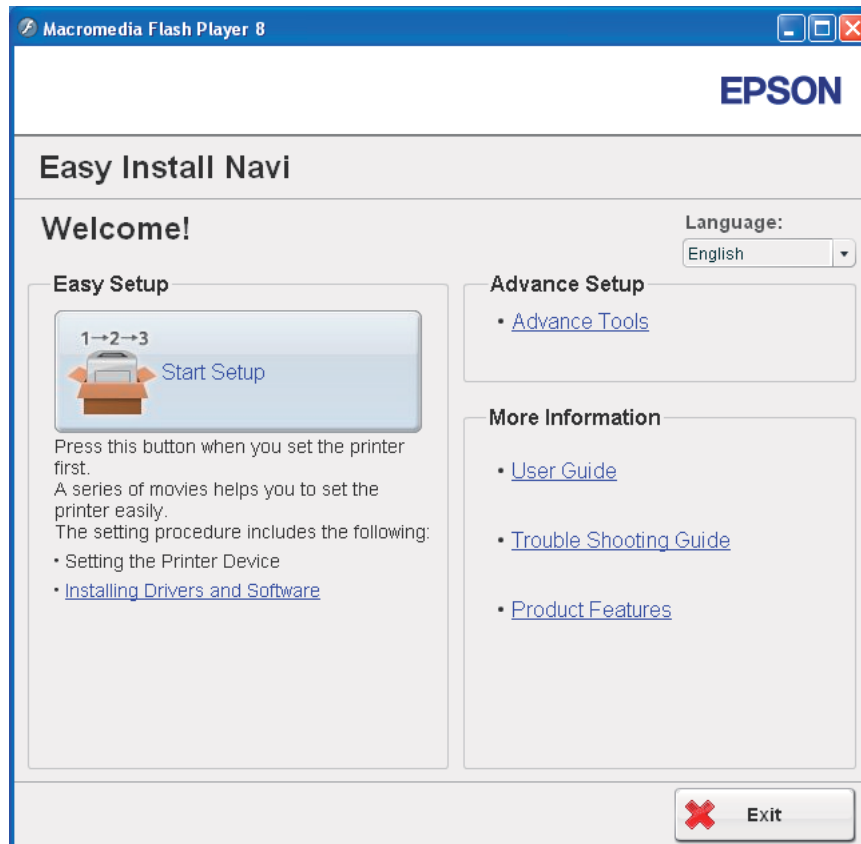 Macromedia Flash Player 8
EPSON
Easy Install Navi
Welcome!
Language:
English
Easy Setup
1→2→3
Start Setup
Press this button when you set the printer
first.
A series of movies helps you to set the
printer easily.
The setting procedure includes the following:
• Setting the Printer Device
• Installing Drivers and Software
Advance Setup
• Advance Tools
More Information
• User Guide
• Trouble Shooting Guide
• Product Features
Exit